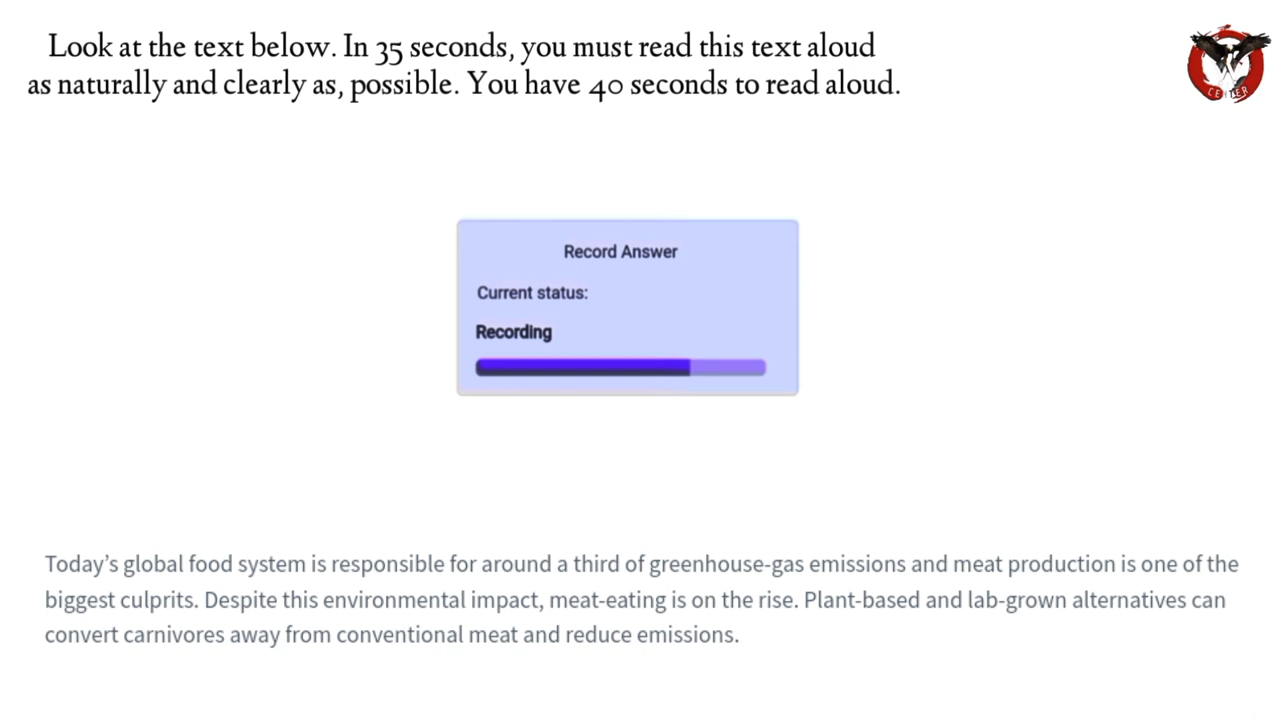 Look at the text below. In 35 seconds, you must read this text aloud
as naturally and clearly as, possible. You have 40 seconds to read aloud.
CENTER
Record Answer
Current status:
Recording
Today’s global food system is responsible for around a third of greenhouse-gas emissions and meat production is one of the
biggest culprits. Despite this environmental impact, meat-eating is on the rise. Plant-based and lab-grown alternatives can
convert carnivores away from conventional meat and reduce emissions.